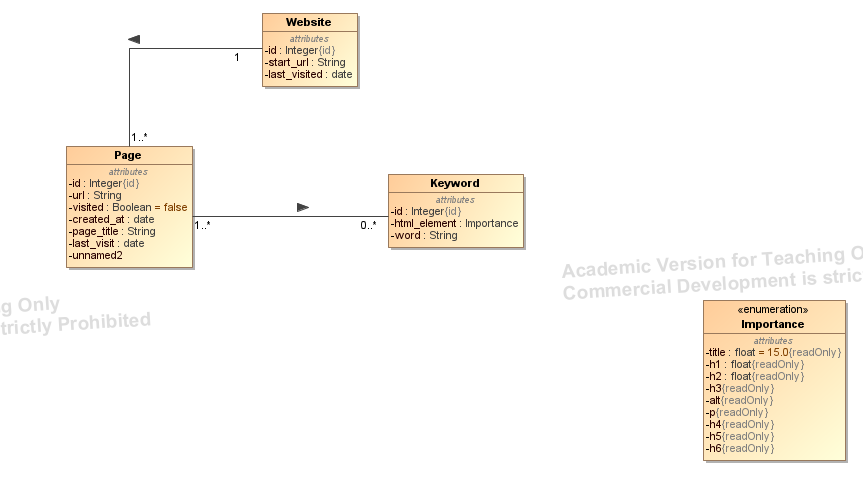 Website
attributes
-id : Integer{id}
-start_url : String
-last_visited : date
1
1..*
Page
attributes
-id : Integer{id}
-url : String
-visited : Boolean = false
-created_at : date
-page_title : String
-last_visit : date
-unnamed2
1..*
0..*
Keyword
attributes
-id : Integer{id}
-html_element : Importance
-word : String
Academic Version for Teaching O
Commercial Development is stric
g Only
trictly Prohibited
«enumeration»
Importance
attributes
-title : float = 15.0{readOnly}
-h1 : float{readOnly}
-h2 : float{readOnly}
-h3{readOnly}
-alt{readOnly}
-p{readOnly}
-h4{readOnly}
-h5{readOnly}
-h6{readOnly}